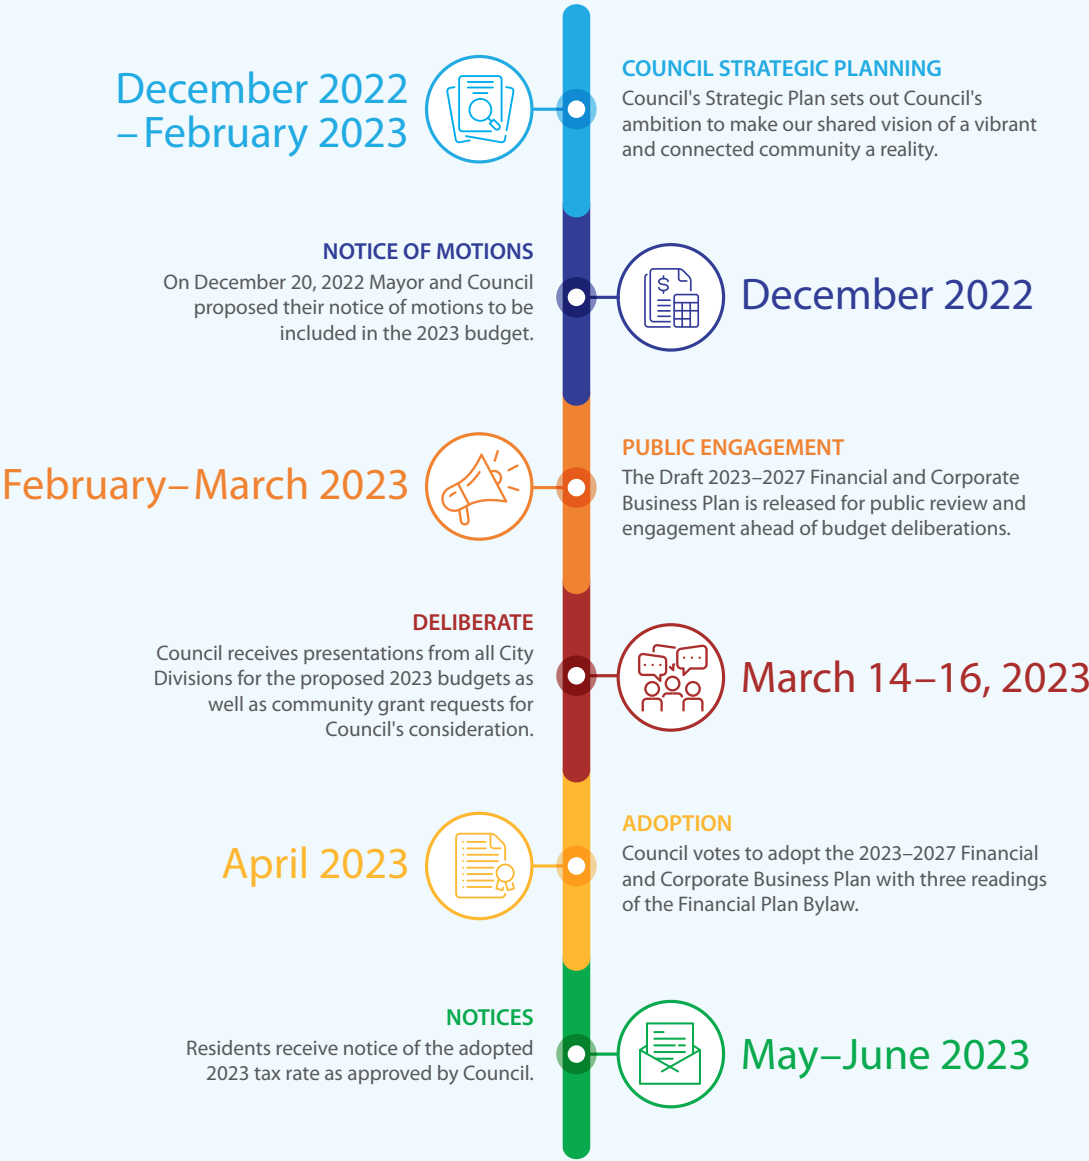 December 2022
–February 2023
COUNCIL STRATEGIC PLANNING
Council's Strategic Plan sets out Council's
ambition to make our shared vision of a vibrant
and connected community a reality.
NOTICE OF MOTIONS
On December 20, 2022 Mayor and Council
proposed their notice of motions to be
included in the 2023 budget.
$
December 2022
February–March 2023
PUBLIC ENGAGEMENT
The Draft 2023–2027 Financial and Corporate
Business Plan is released for public review and
engagement ahead of budget deliberations.
DELIBERATE
Council receives presentations from all City
Divisions for the proposed 2023 budgets as
well as community grant requests for
Council's consideration.
March 14–16, 2023
April 2023
ADOPTION
Council votes to adopt the 2023–2027 Financial
and Corporate Business Plan with three readings
of the Financial Plan Bylaw.
NOTICES
Residents receive notice of the adopted
2023 tax rate as approved by Council.
May–June 2023